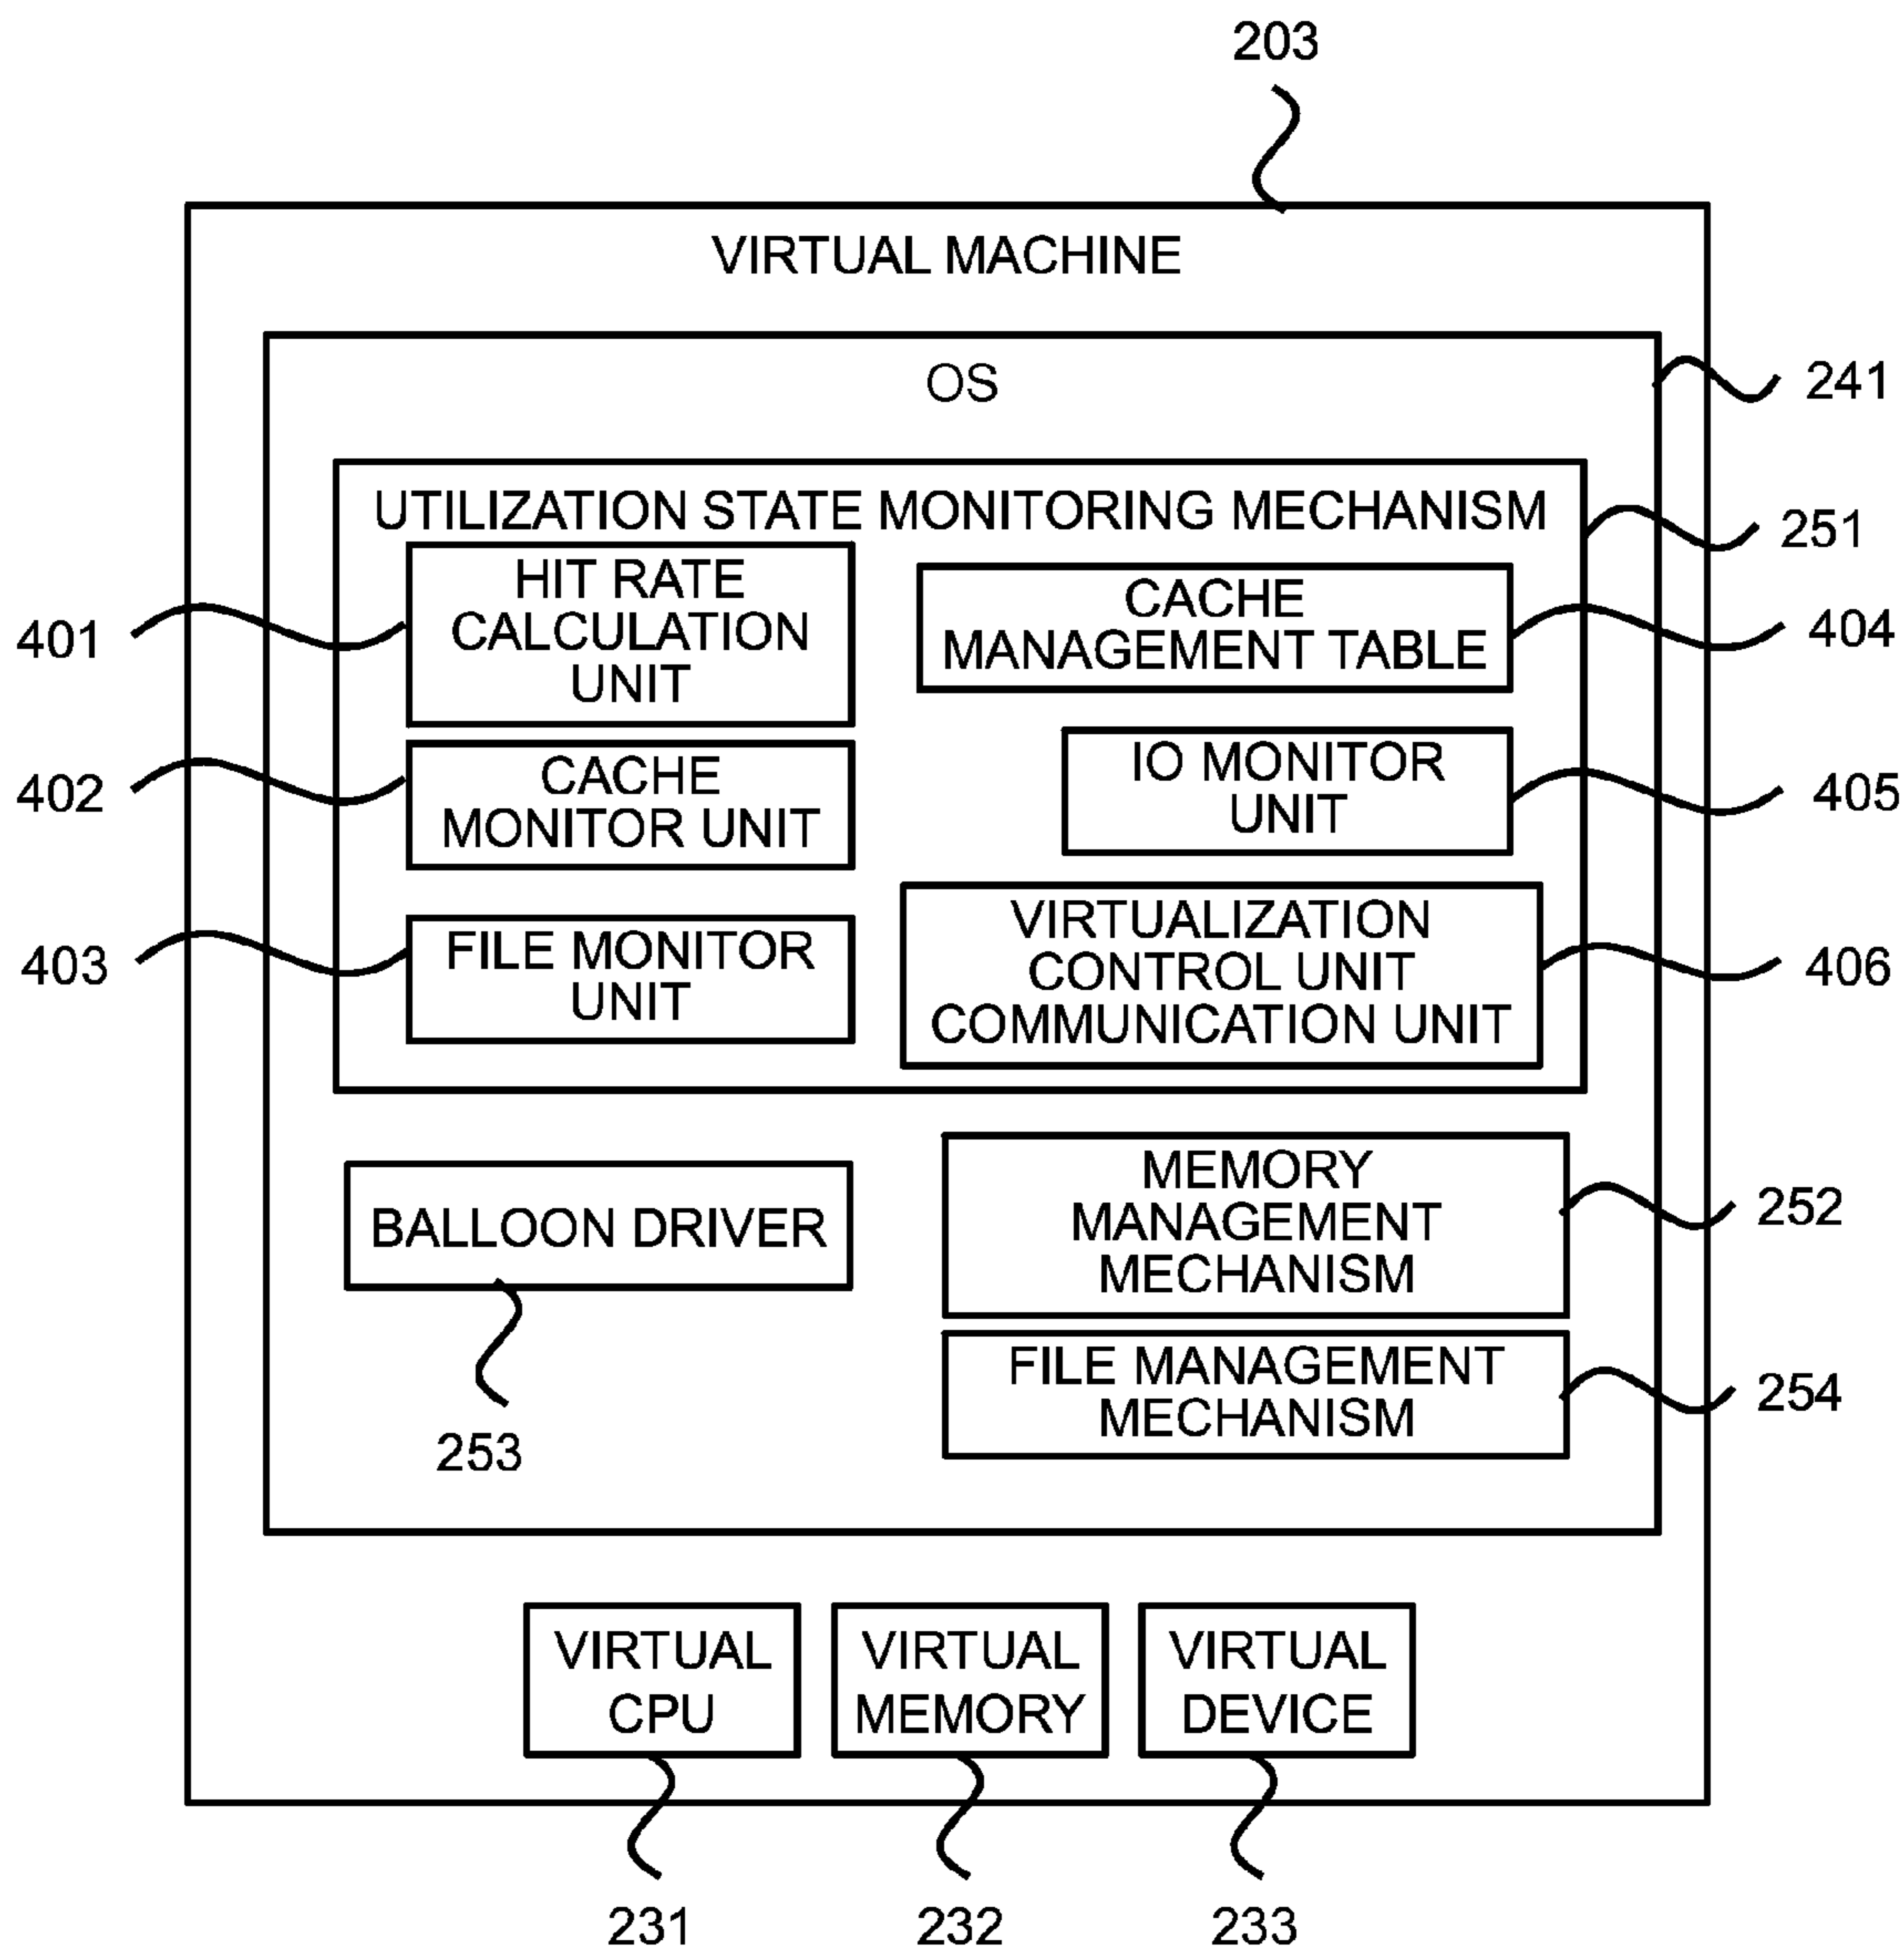 203
VIRTUAL MACHINE
OS
241
UTILIZATION STATE MONITORING MECHANISM
251
HIT RATE
CALCULATION
UNIT
401
CACHE
MANAGEMENT TABLE
404
CACHE
MONITOR UNIT
402
IO MONITOR
UNIT
405
FILE MONITOR
UNIT
403
VIRTUALIZATION
CONTROL UNIT
COMMUNICATION UNIT
406
BALLOON DRIVER
253
MEMORY
MANAGEMENT
MECHANISM
252
FILE MANAGEMENT
MECHANISM
254
VIRTUAL
CPU
VIRTUAL
MEMORY
VIRTUAL
DEVICE
231
232
233